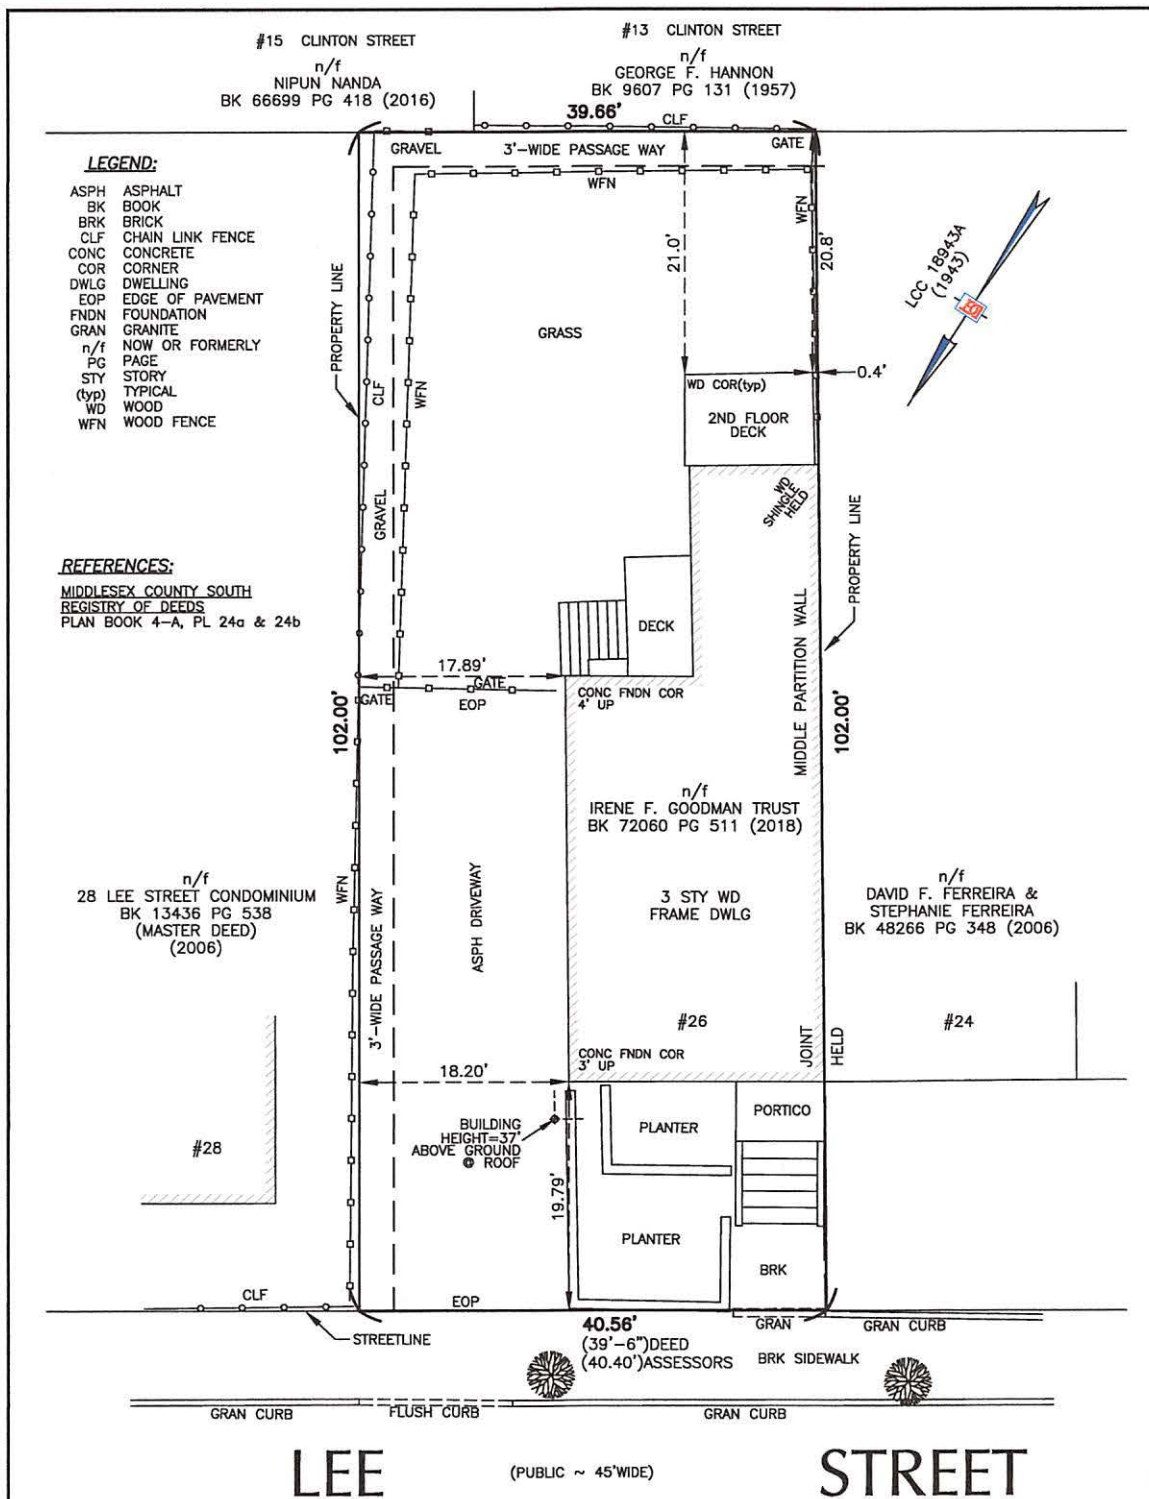 #15 CLINTON STREET
n/f
NIPUN NANDA
BK 66699 PG 418 (2016)
#13 CLINTON STREET
n/f
GEORGE F. HANNON
BK 9607 PG 131 (1957)
39.66'
CLF
GRAVEL
3'-WIDE PASSAGE WAY
GATE
WFN
LEGEND:
ASPH ASPHALT
BK BOOK
BRK BRICK
CLF CHAIN LINK FENCE
CONC CONCRETE
COR CORNER
DWLG DWELLING
EOP EDGE OF PAVEMENT
FNDN FOUNDATION
GRAN GRANITE
n/f NOW OR FORMERLY
PG PAGE
STY STORY
(typ) TYPICAL
WD WOOD
WFN WOOD FENCE
PROPERTY LINE
CLF
WFN
GRASS
21.0'
WFN
20.8'
LCC 18943A
(1943)
0.4'
WD COR(typ)
2ND FLOOR
DECK
WD
SHINGLE
HELD
GRAVEL
PROPERTY LINE
REFERENCES:
MIDDLESEX COUNTY SOUTH
REGISTRY OF DEEDS
PLAN BOOK 4-A, PL 24a & 24b
DECK
MIDDLE PARTITION WALL
17.89'
GATE
GATE
EOP
CONC FNDN COR
4' UP
102.00'
102.00'
n/f
IRENE F. GOODMAN TRUST
BK 72060 PG 511 (2018)
n/f
28 LEE STREET CONDOMINIUM
BK 13436 PG 538
(MASTER DEED)
(2006)
WFN
3'-WIDE PASSAGE WAY
ASPH DRIVEWAY
3 STY WD
FRAME DWLG
n/f
DAVID F. FERREIRA &
STEPHANIE FERREIRA
BK 48266 PG 348 (2006)
#26
JOINT
HELD
#24
CONC FNDN COR
3' UP
18.20'
PORTICO
BUILDING
HEIGHT=37'
ABOVE GROUND
@ ROOF
PLANTER
#28
19.79'
PLANTER
BRK
CLF
EOP
STREETLINE
40.56'
(39'-6")DEED
(40.40')ASSESSORS
GRAN
GRAN CURB
BRK SIDEWALK
GRAN CURB
FLUSH CURB
GRAN CURB
LEE STREET
(PUBLIC ~ 45'WIDE)